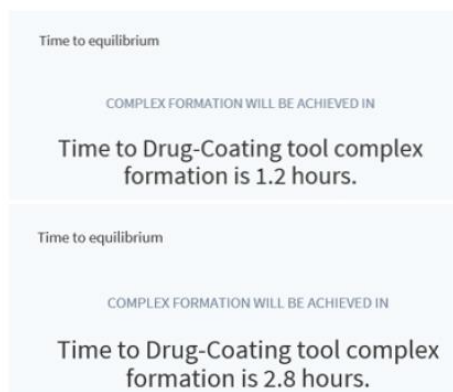 Time to equilibrium
COMPLEX FORMATION WILL BE ACHIEVED IN
Time to Drug-Coating tool complex
formation is 1.2 hours.
Time to equilibrium
COMPLEX FORMATION WILL BE ACHIEVED IN
Time to Drug-Coating tool complex
formation is 2.8 hours.